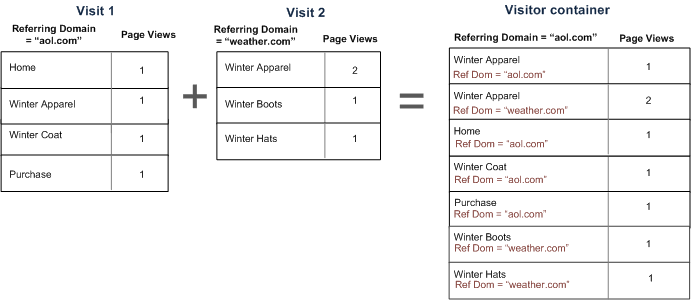 Visit 1
Referring Domain
= “aol.com”
Page Views
Home
1
Winter Apparel
1
Winter Coat
1
Purchase
1
+
Visit 2
Referring Domain
= “weather.com”
Page Views
Winter Apparel
2
Winter Boots
1
Winter Hats
1
=
Visitor container
Referring Domain = “aol.com”
Page Views
Winter Apparel
Ref Dom = “aol.com”
1
Winter Apparel
Ref Dom = “weather.com”
2
Home
Ref Dom = “aol.com”
1
Winter Coat
Ref Dom = “aol.com”
1
Purchase
Ref Dom = “aol.com”
1
Winter Boots
Ref Dom = “weather.com”
1
Winter Hats
Ref Dom = “weather.com”
1